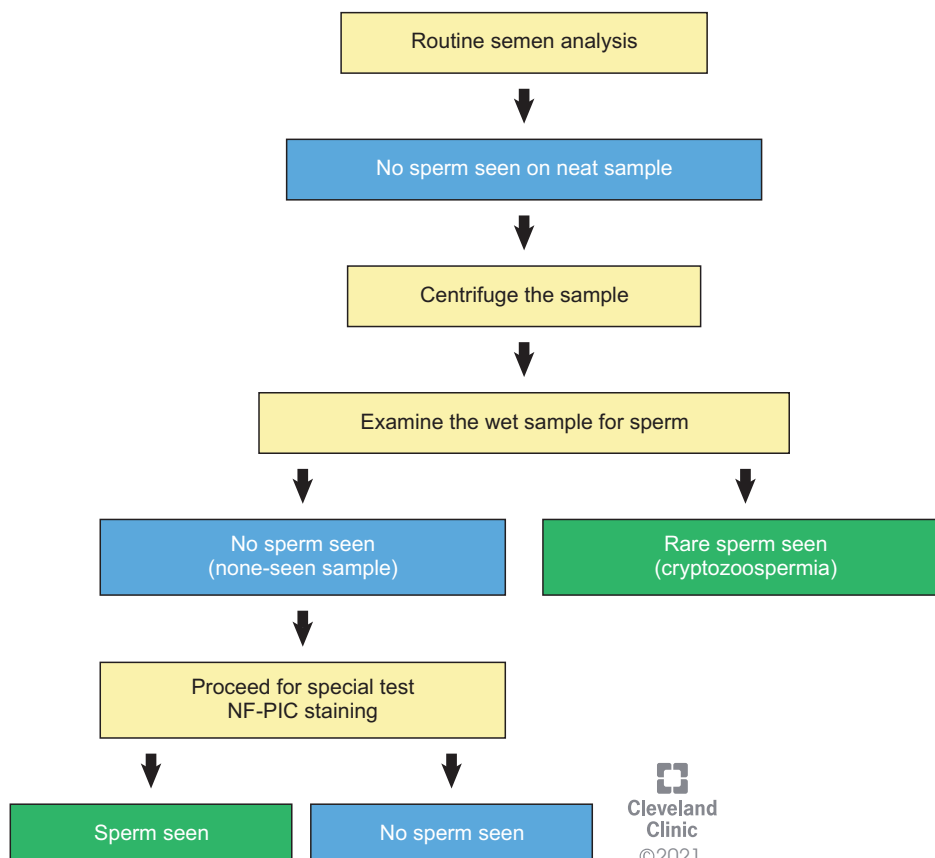 Routine semen analysis
No sperm seen on neat sample
Centrifuge the sample
Examine the wet sample for sperm
No sperm seen
(none-seen sample)
Rare sperm seen
(cryptozoospermia)
Proceed for special test
NF-PIC staining
Sperm seen
No sperm seen
Cleveland
Clinic
©2021